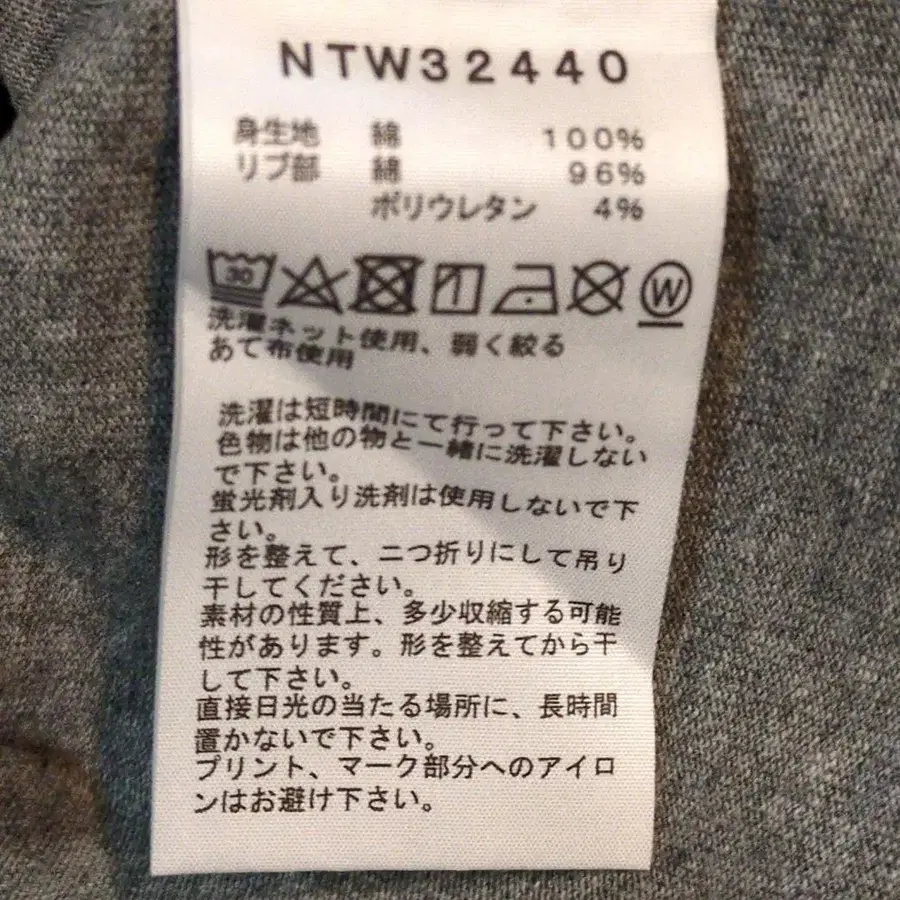 NTW32440
身生地 綿 100%
リブ部 綿 96%
ポリウレタン 4%
30 W
洗濯ネット使用、弱く絞る
あて布使用
洗濯は短時間にて行って下さい。
色物は他の物と一緒に洗濯しない
で下さい。
蛍光剤入り洗剤は使用しないで下
さい。
形を整えて、二つ折りにして吊り
干してください。
素材の性質上、多少収縮する可能
性があります。形を整えてから干
して下さい。
直接日光の当たる場所に、長時間
置かないで下さい。
プリント、マーク部分へのアイロ
ンはお避け下さい。